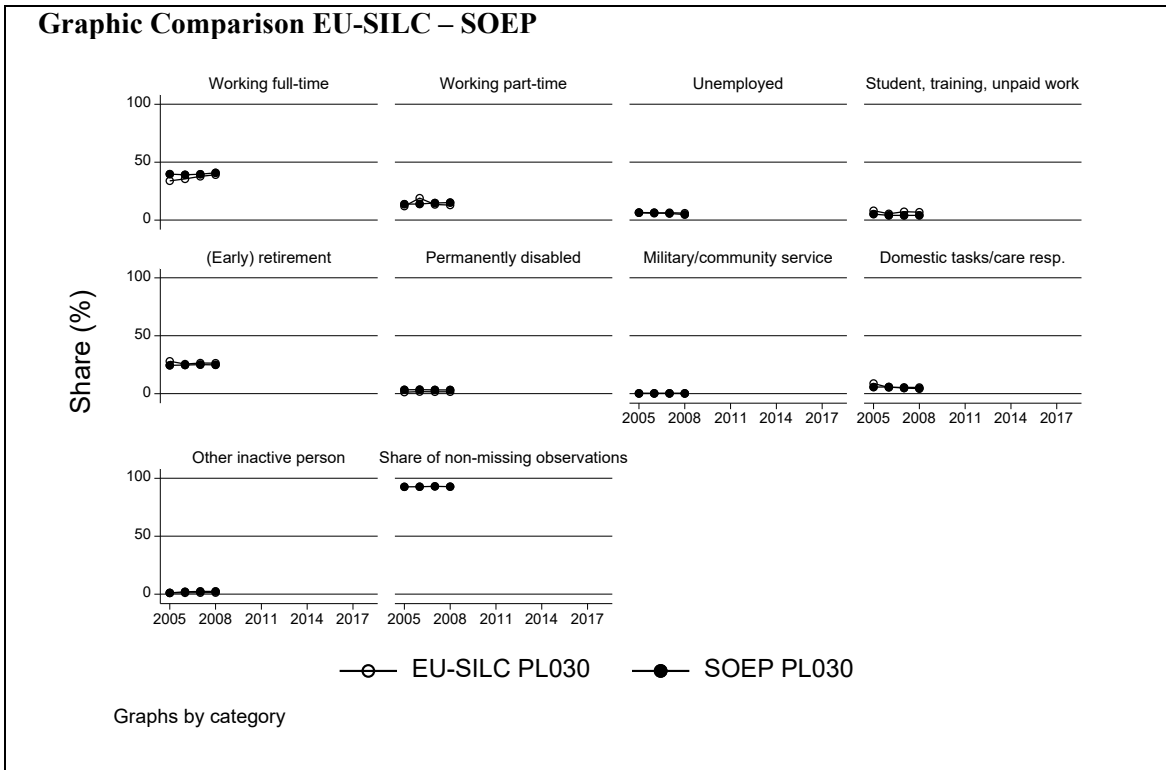 Graphic Comparison EU-SILC – SOEP
Working full-time Working part-time Unemployed Student, training, unpaid work
100
50
0
(Early) retirement Permanently disabled Military/community service Domestic tasks/care resp.
100
50
0
2005 2008 2011 2014 2017 2005 2008 2011 2014 2017
Share (%)
Other inactive person Share of non-missing observations
100
50
0
2005 2008 2011 2014 2017 2005 2008 2011 2014 2017
EU-SILC PL030 SOEP PL030
Graphs by category